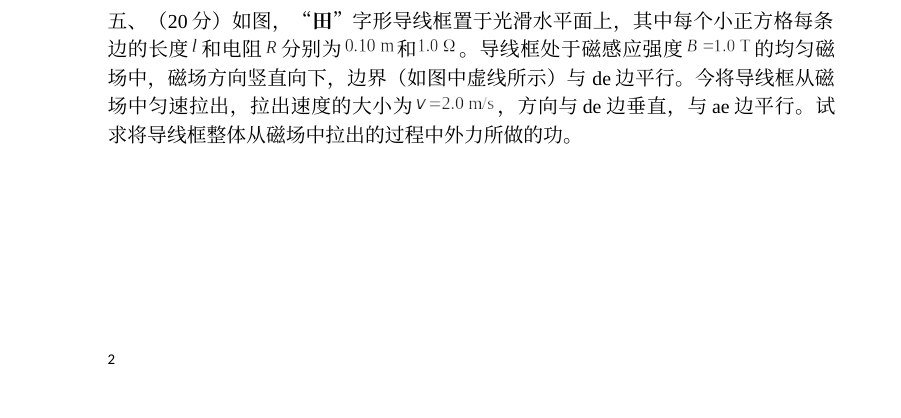 五、（20 分）如图，“田”字形导线框置于光滑水平面上，其中每个小正方格每条
边的长度 l 和电阻 R 分别为 0.10 m 和 1.0 Ω 。导线框处于磁感应强度 B =1.0 T 的均匀磁
场中，磁场方向竖直向下，边界（如图中虚线所示）与 de 边平行。今将导线框从磁
场中匀速拉出，拉出速度的大小为 v =2.0 m/s ，方向与 de 边垂直，与 ae 边平行。试
求将导线框整体从磁场中拉出的过程中外力所做的功。
2